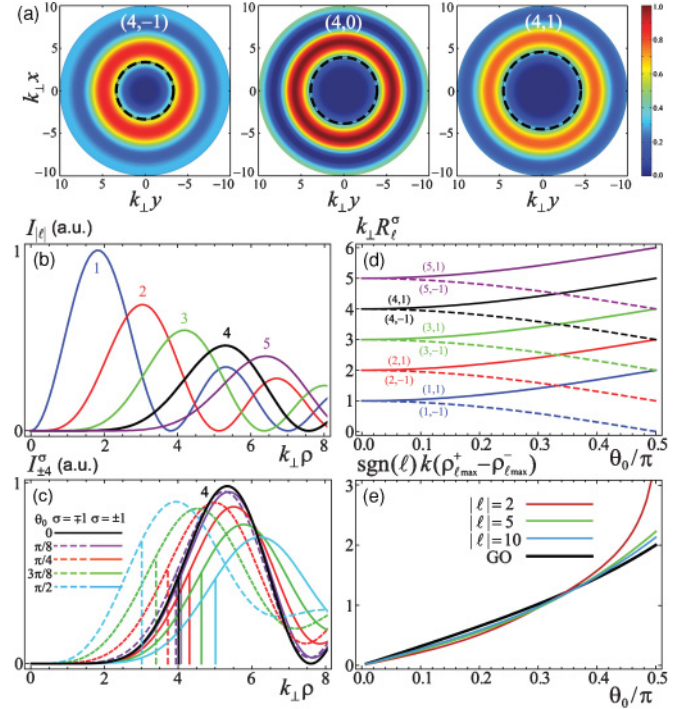 (a)
(4,−1)
(4,0)
(4,1)
10
5
0
−5
−10
k⊥x
10 5 0 −5 −10
k⊥y
10 5 0 −5 −10
k⊥y
10 5 0 −5 −10
k⊥y
1.0
0.8
0.6
0.4
0.2
0.0
I|ℓ| (a.u.)
(b)
1
0
1
2
3
4
5
0 2 4 6 8
k⊥ρ
k⊥Rℓσ
(d)
6
5
4
3
2
1
0
(5,1)
(5,−1)
(4,1)
(4,−1)
(3,1)
(3,−1)
(2,1)
(2,−1)
(1,1)
(1,−1)
0.0 0.1 0.2 0.3 0.4 0.5
θ0/π
Iσ±4 (a.u.)
(c)
1
0
4
θ0 σ=∓1 σ=±1
0
π/8
π/4
3π/8
π/2
0 2 4 6 8
k⊥ρ
sgn(ℓ) k(ρ+ℓmax−ρ−ℓmax)
(e)
3
2
1
0
|ℓ|=2
|ℓ|=5
|ℓ|=10
GO
0.0 0.1 0.2 0.3 0.4 0.5
θ0/π